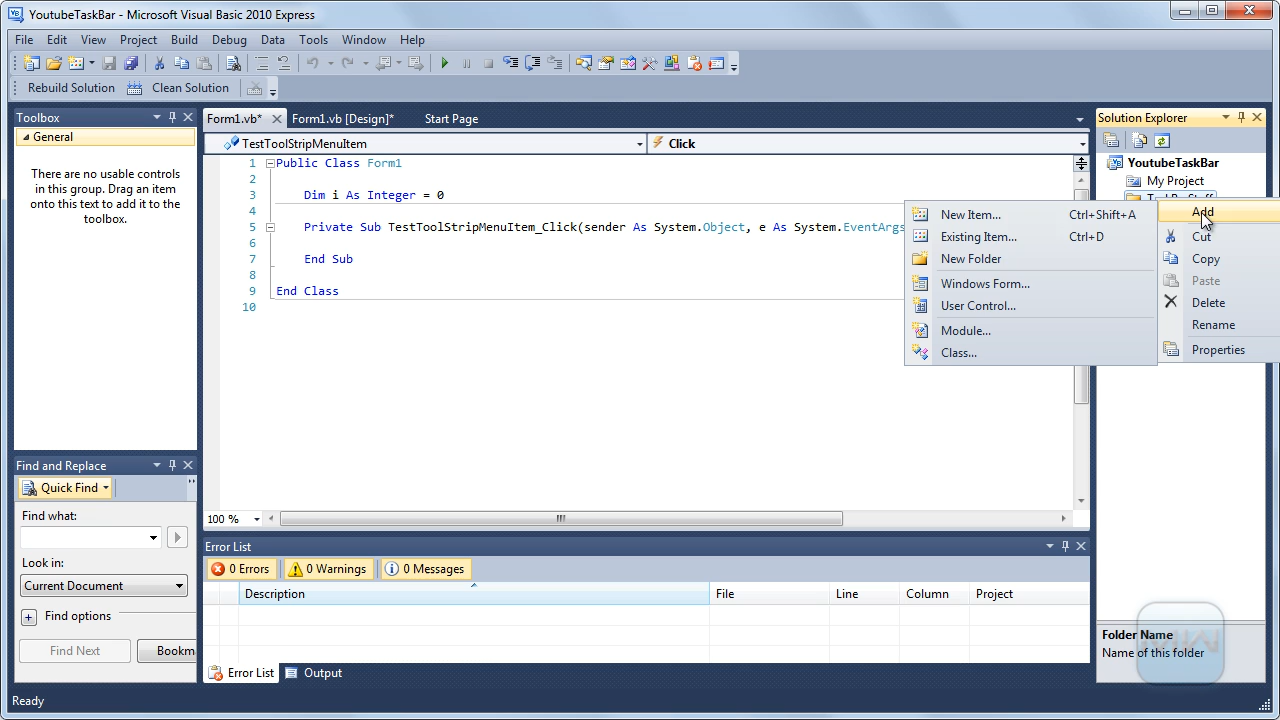 YoutubeTaskBar - Microsoft Visual Basic 2010 Express
File Edit View Project Build Debug Data Tools Window Help
Rebuild Solution Clean Solution
Toolbox
General
There are no usable controls
in this group. Drag an item
onto this text to add it to the
toolbox.
Form1.vb* Form1.vb [Design]* Start Page
TestToolStripMenuItem Click
1 Public Class Form1
2
3 Dim i As Integer = 0
4
5 Private Sub TestToolStripMenuItem_Click(sender As System.Object, e As System.EventArgs
6
7 End Sub
8
9 End Class
10
100 %
Solution Explorer
YoutubeTaskBar
My Project
New Item... Ctrl+Shift+A
Existing Item... Ctrl+D
New Folder
Windows Form...
User Control...
Module...
Class...
Add
Cut
Copy
Paste
Delete
Rename
Properties
Find and Replace
Quick Find
Find what:
Look in:
Current Document
Find options
Find Next Bookm
Error List
0 Errors 0 Warnings 0 Messages
Description File Line Column Project
Error List Output
Folder Name
Name of this folder
Ready